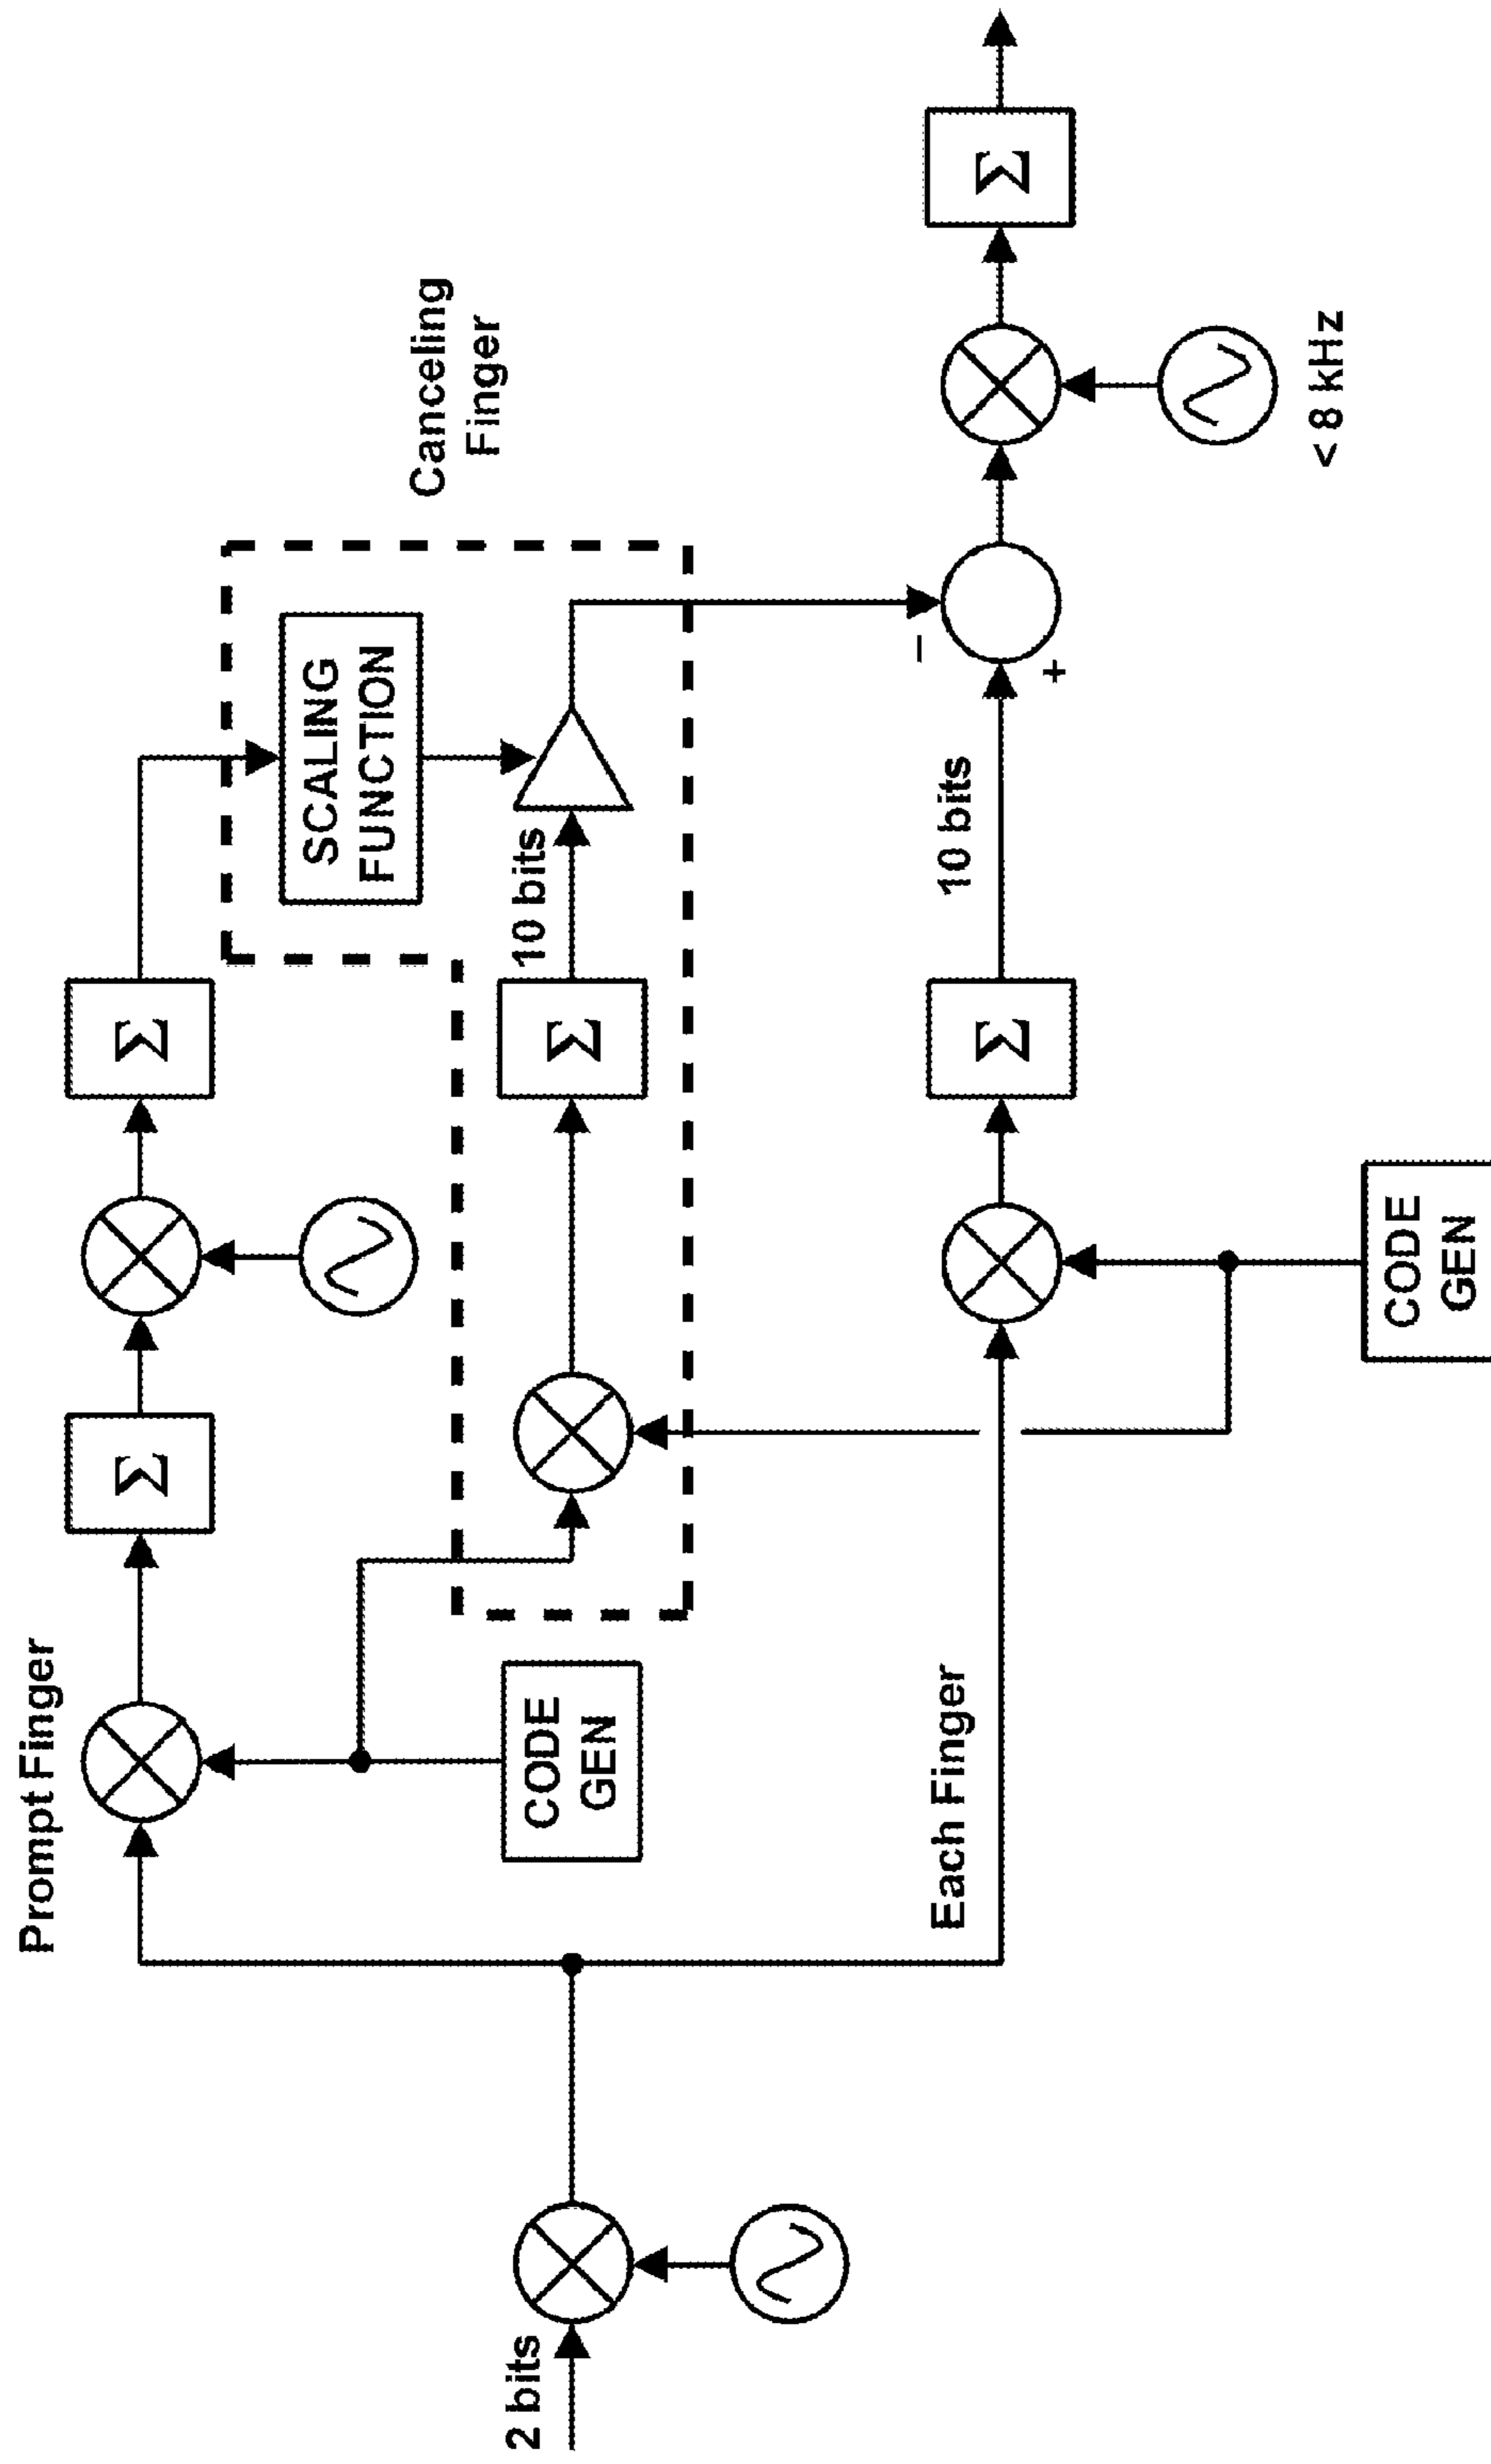 Prompt Finger
Σ
Σ
Canceling
Finger
SCALING
FUNCTION
2 bits
CODE
GEN
Σ
10 bits
Each Finger
Σ
10 bits
−
+
Σ
CODE
GEN
< 8 kHz